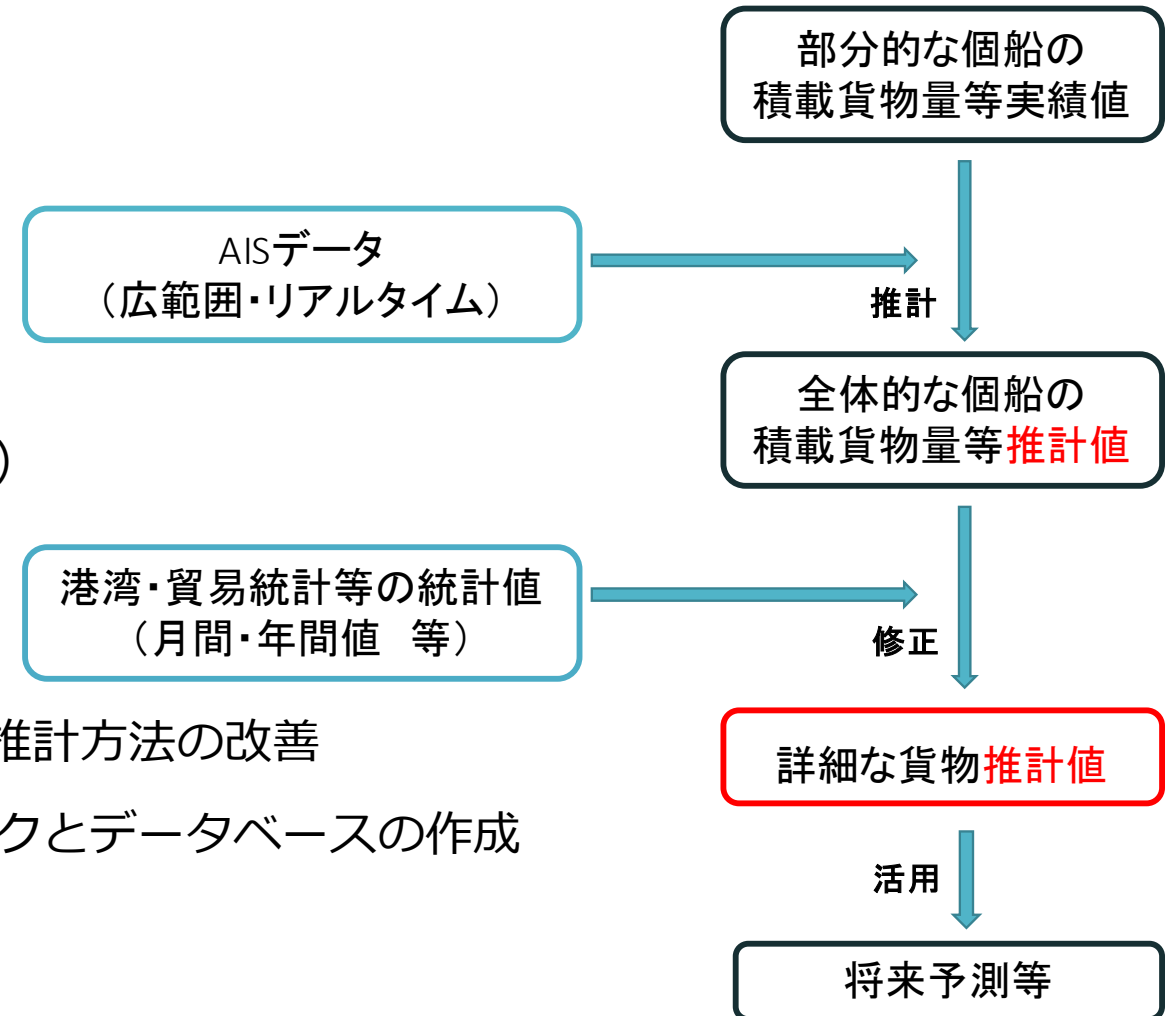 部分的な個船の
積載貨物量等実績値
AISデータ
（広範囲・リアルタイム）
推計
全体的な個船の
積載貨物量等推計値
）
港湾・貿易統計等の統計値
（月間・年間値　等）
修正
推計方法の改善
詳細な貨物推計値
クとデータベースの作成
活用
将来予測等